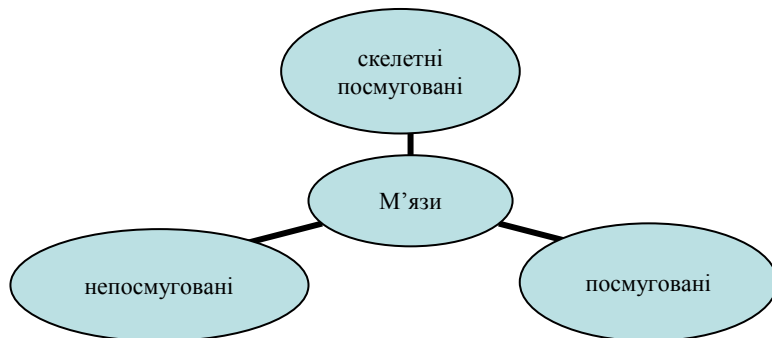 скелетні
посмуговані
М’язи
непосмуговані
посмуговані